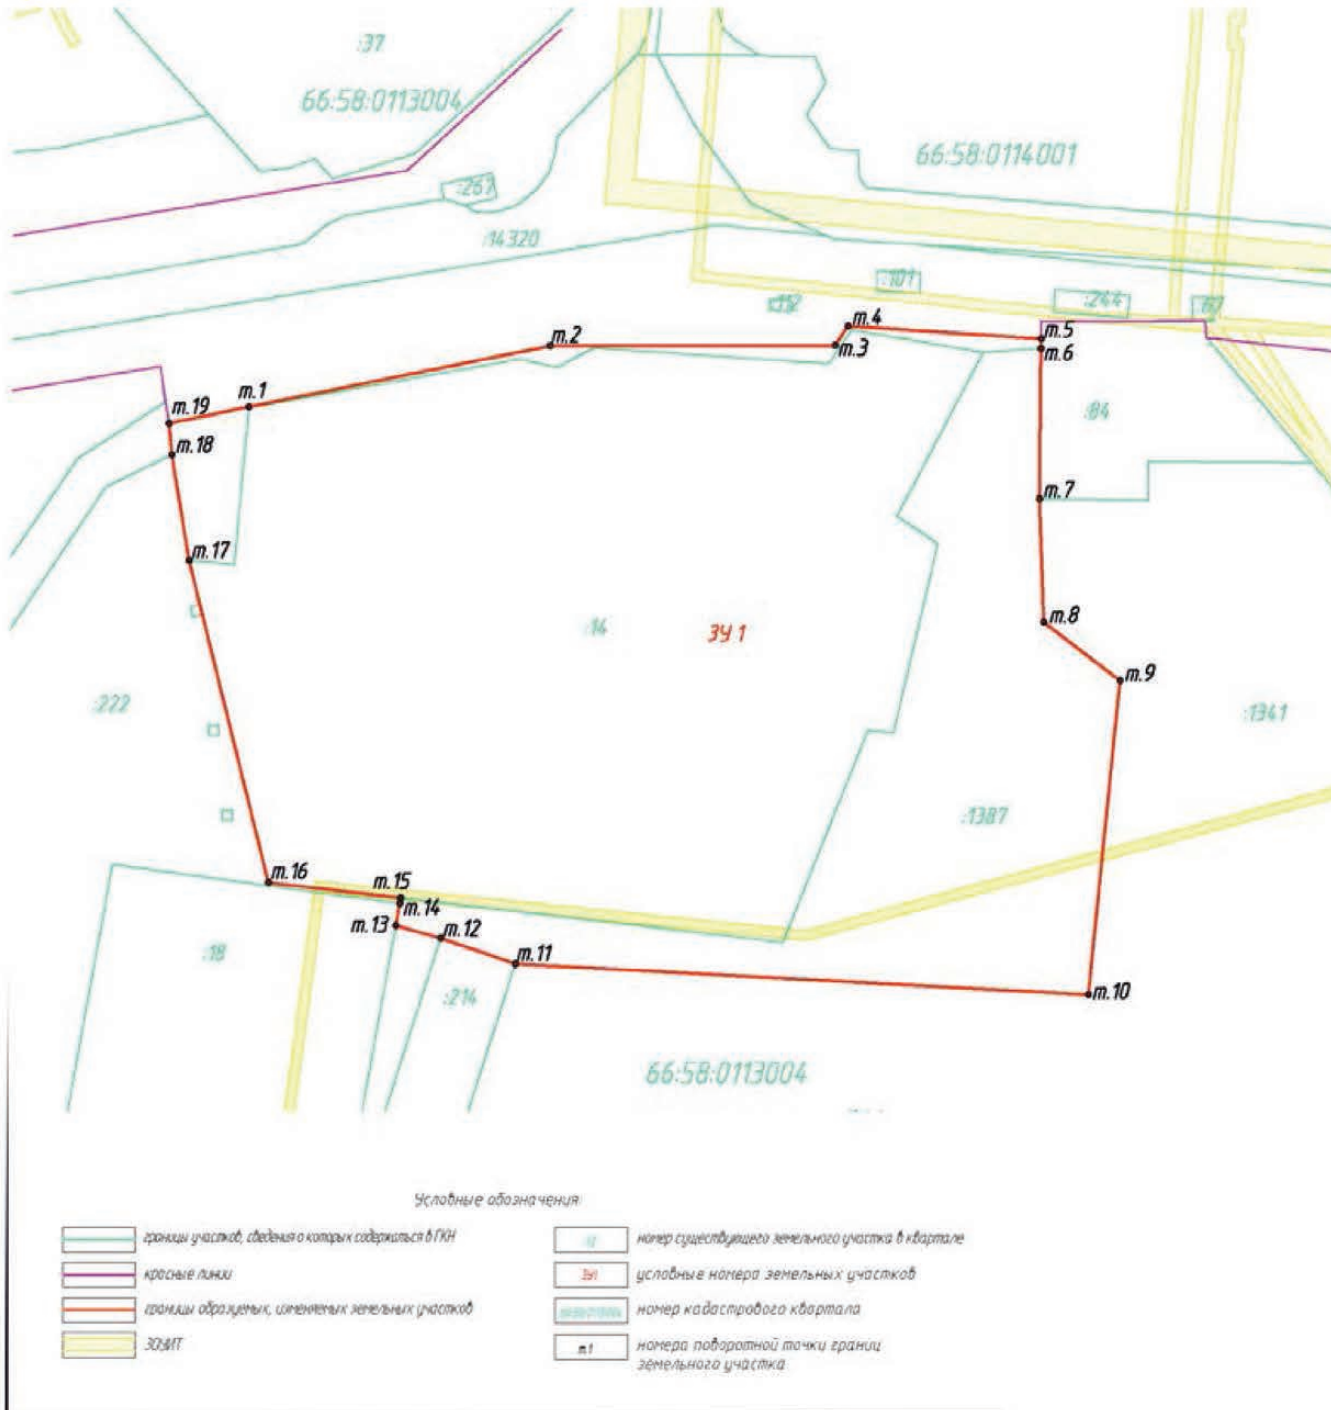 :37
66:58:0113004
66:58:0114001
:267
:14320
:101
:112
:244
:67
т.4
т.5
т.2
т.3
т.6
т.1
т.19
:84
т.18
т.7
т.17
т.8
:14
ЗУ 1
т.9
:222
:1341
:1387
т.16
т.15
т.14
т.13
т.12
:18
т.11
:214
т.10
66:58:0113004
Условные обозначения:
границы участков, сведения о которых содержаться в ГКН
красные линии
границы образуемых, изменяемых земельных участков
ЗОУИТ
номер существующего земельного участка в квартале
ЗУ1
условные номера земельных участков
номер кадастрового квартала
т.1
номера поворотной точки границ
земельного участка